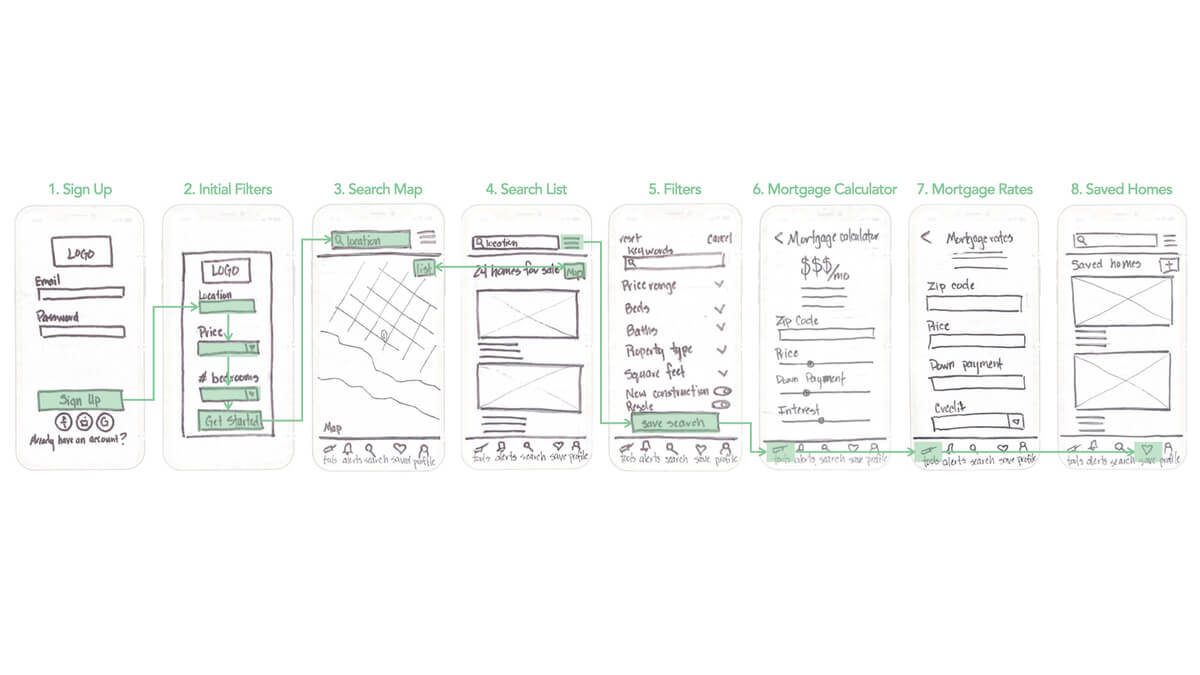 1. Sign Up
LOGO
Email
Password
Sign Up
f
G
Already have an account?
2. Initial Filters
LOGO
Location
Price
# bedrooms
Get Started
3. Search Map
location
list
Map
tools alerts search saved profile
4. Search List
location
24 homes for sale
Map
tools alerts search save profile
5. Filters
reset cancel
keywords
Price range
Beds
Baths
Property type
Square feet
New construction
Resale
save search
tools alerts search save profile
6. Mortgage Calculator
< Mortgage calculator
$$$/mo
Zip Code
Price
Down Payment
Interest
tools alerts search save profile
7. Mortgage Rates
< Mortgage rates
Zip code
Price
Down payment
Credit
tools alerts search save profile
8. Saved Homes
Saved homes +
tools alerts search save profile